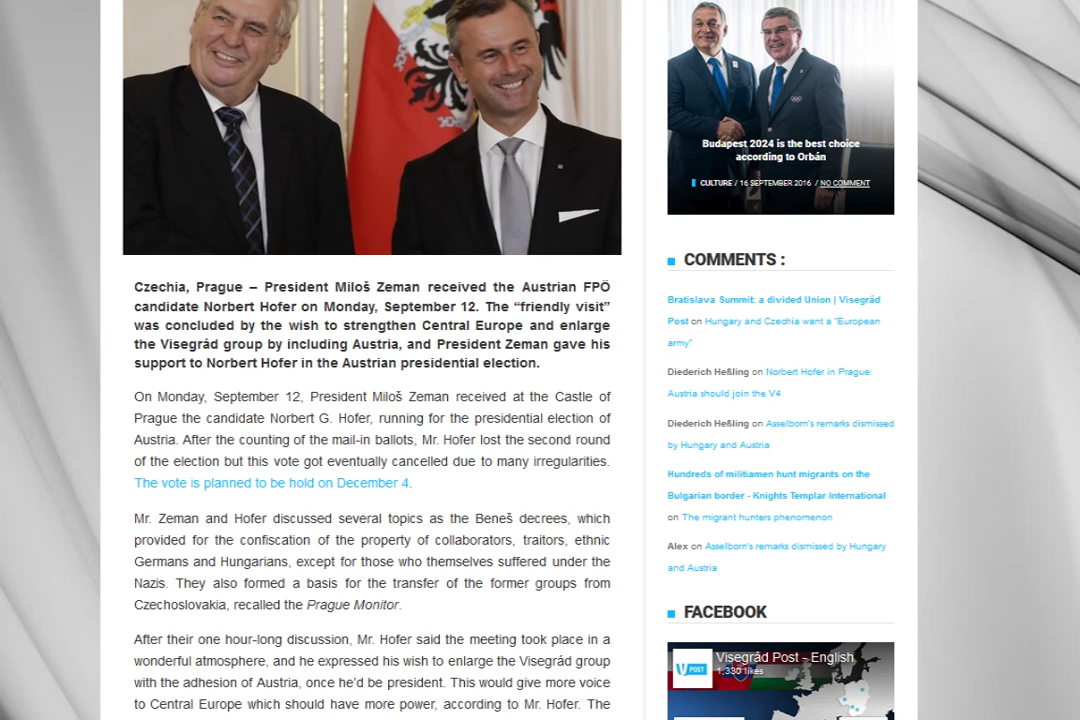 Czechia, Prague – President Miloš Zeman received the Austrian FPÖ
candidate Norbert Hofer on Monday, September 12. The “friendly visit”
was concluded by the wish to strengthen Central Europe and enlarge
the Visegrád group by including Austria, and President Zeman gave his
support to Norbert Hofer in the Austrian presidential election.
On Monday, September 12, President Miloš Zeman received at the Castle of
Prague the candidate Norbert G. Hofer, running for the presidential election of
Austria. After the counting of the mail-in ballots, Mr. Hofer lost the second round
of the election but this vote got eventually cancelled due to many irregularities.
The vote is planned to be hold on December 4.
Mr. Zeman and Hofer discussed several topics as the Beneš decrees, which
provided for the confiscation of the property of collaborators, traitors, ethnic
Germans and Hungarians, except for those who themselves suffered under the
Nazis. They also formed a basis for the transfer of the former groups from
Czechoslovakia, recalled the Prague Monitor.
After their one hour-long discussion, Mr. Hofer said the meeting took place in a
wonderful atmosphere, and he expressed his wish to enlarge the Visegrád group
with the adhesion of Austria, once he'd be president. This would give more voice
to Central Europe which should have more power, according to Mr. Hofer. The
Budapest 2024 is the best choice
according to Orbán
CULTURE / 16 SEPTEMBER 2016 / NO COMMENT
COMMENTS :
Bratislava Summit: a divided Union | Visegrád
Post on Hungary and Czechia want a “European
army”
Diederich Heßling on Norbert Hofer in Prague:
Austria should join the V4
Diederich Heßling on Asselborn's remarks dismissed
by Hungary and Austria
Hundreds of militiamen hunt migrants on the
Bulgarian border - Knights Templar International
on The migrant hunters phenomenon
Alex on Asselborn's remarks dismissed by Hungary
and Austria
FACEBOOK
V POST
Visegrád Post - English
1,330 likes